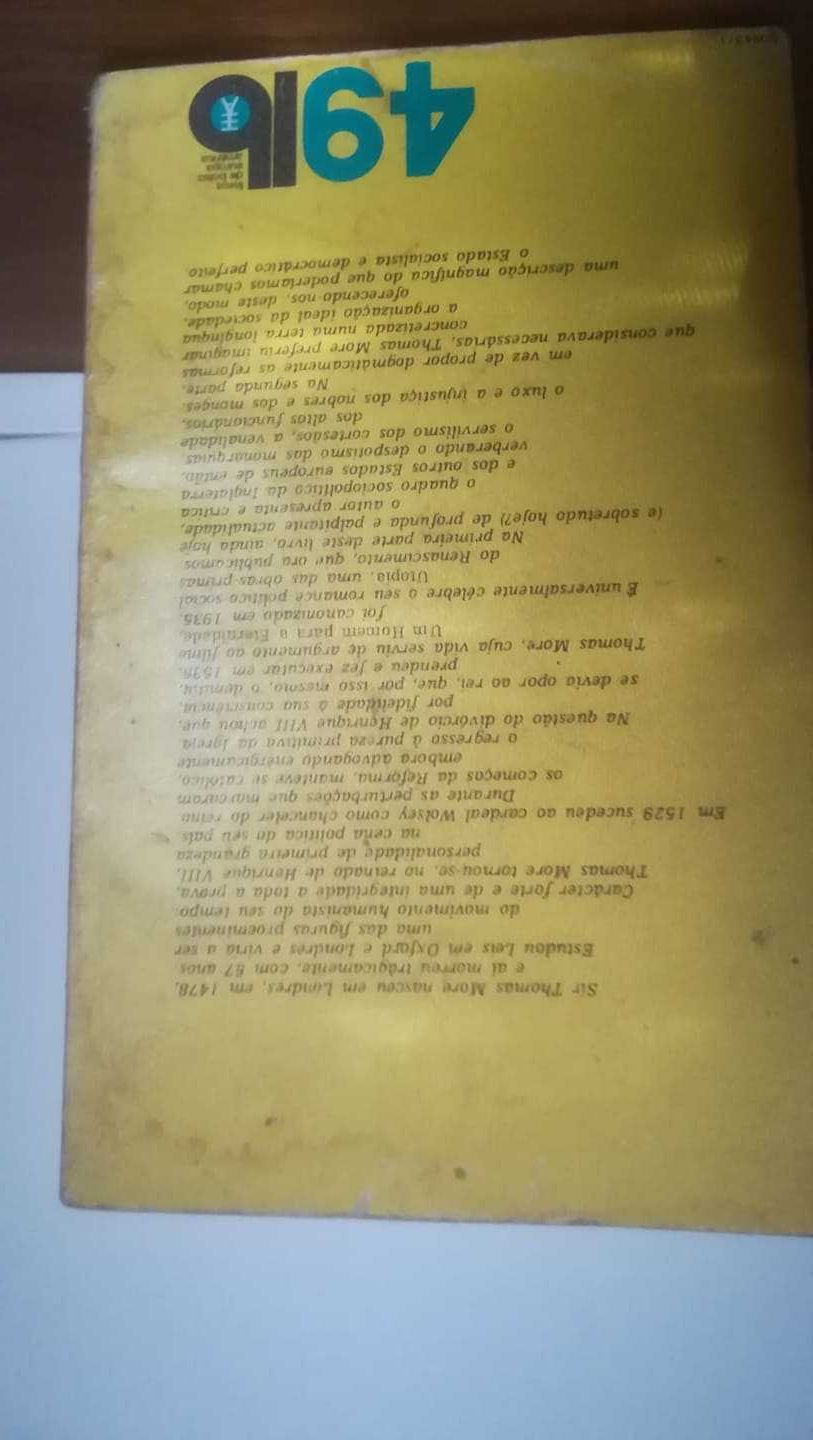 Sir Thomas More nasceu em Londres, em 1478,
e aí morreu trágicamente, com 57 anos.
Estudou Leis em Oxford e Londres e viria a ser
uma das figuras proeminentes
do movimento humanista do seu tempo.
Carácter forte e de uma integridade a toda a prova,
Thomas More tornou-se, no reinado de Henrique VIII,
personalidade de primeira grandeza
na cena política do seu país.
Em 1529 sucedeu ao cardeal Wolsey como chanceler do reino.
Durante as perturbações que marcaram
os começos da Reforma, manteve-se católico,
embora advogando enèrgicamente
o regresso à pureza primitiva da Igreja.
Na questão do divórcio de Henrique VIII achou que,
por fidelidade à sua consciência,
se devia opor ao rei, que, por isso mesmo, o demitiu,
prendeu e fez executar em 1535.
Thomas More, cuja vida serviu de argumento ao filme
Um Homem para a Eternidade,
foi canonizado em 1935.
É universalmente célebre o seu romance político-social
Utopia, uma das obras-primas
do Renascimento, que ora publicamos.
Na primeira parte deste livro, ainda hoje
(e sobretudo hoje?) de profunda e palpitante actualidade,
o autor apresenta e critica
o quadro sociopolítico da Inglaterra
e dos outros Estados europeus de então,
verberando o despotismo das monarquias,
o servilismo dos cortesãos, a venalidade
dos altos funcionários,
o luxo e a injustiça dos nobres e dos monges.
Na segunda parte,
em vez de propor dogmàticamente as reformas
que considerava necessárias, Thomas More preferiu imaginar
concretizada numa terra longínqua
a organização ideal da sociedade,
oferecendo-nos, deste modo,
uma descrição magnífica do que poderíamos chamar
o Estado socialista e democrático perfeito
49
livros
de bolso
europa
américa